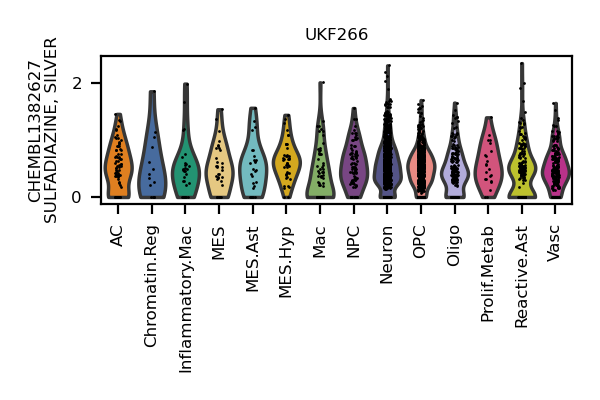 UKF266
CHEMBL1382627
SULFADIAZINE, SILVER
2
0
AC
Chromatin.Reg
Inflammatory.Mac
MES
MES.Ast
MES.Hyp
Mac
NPC
Neuron
OPC
Oligo
Prolif.Metab
Reactive.Ast
Vasc